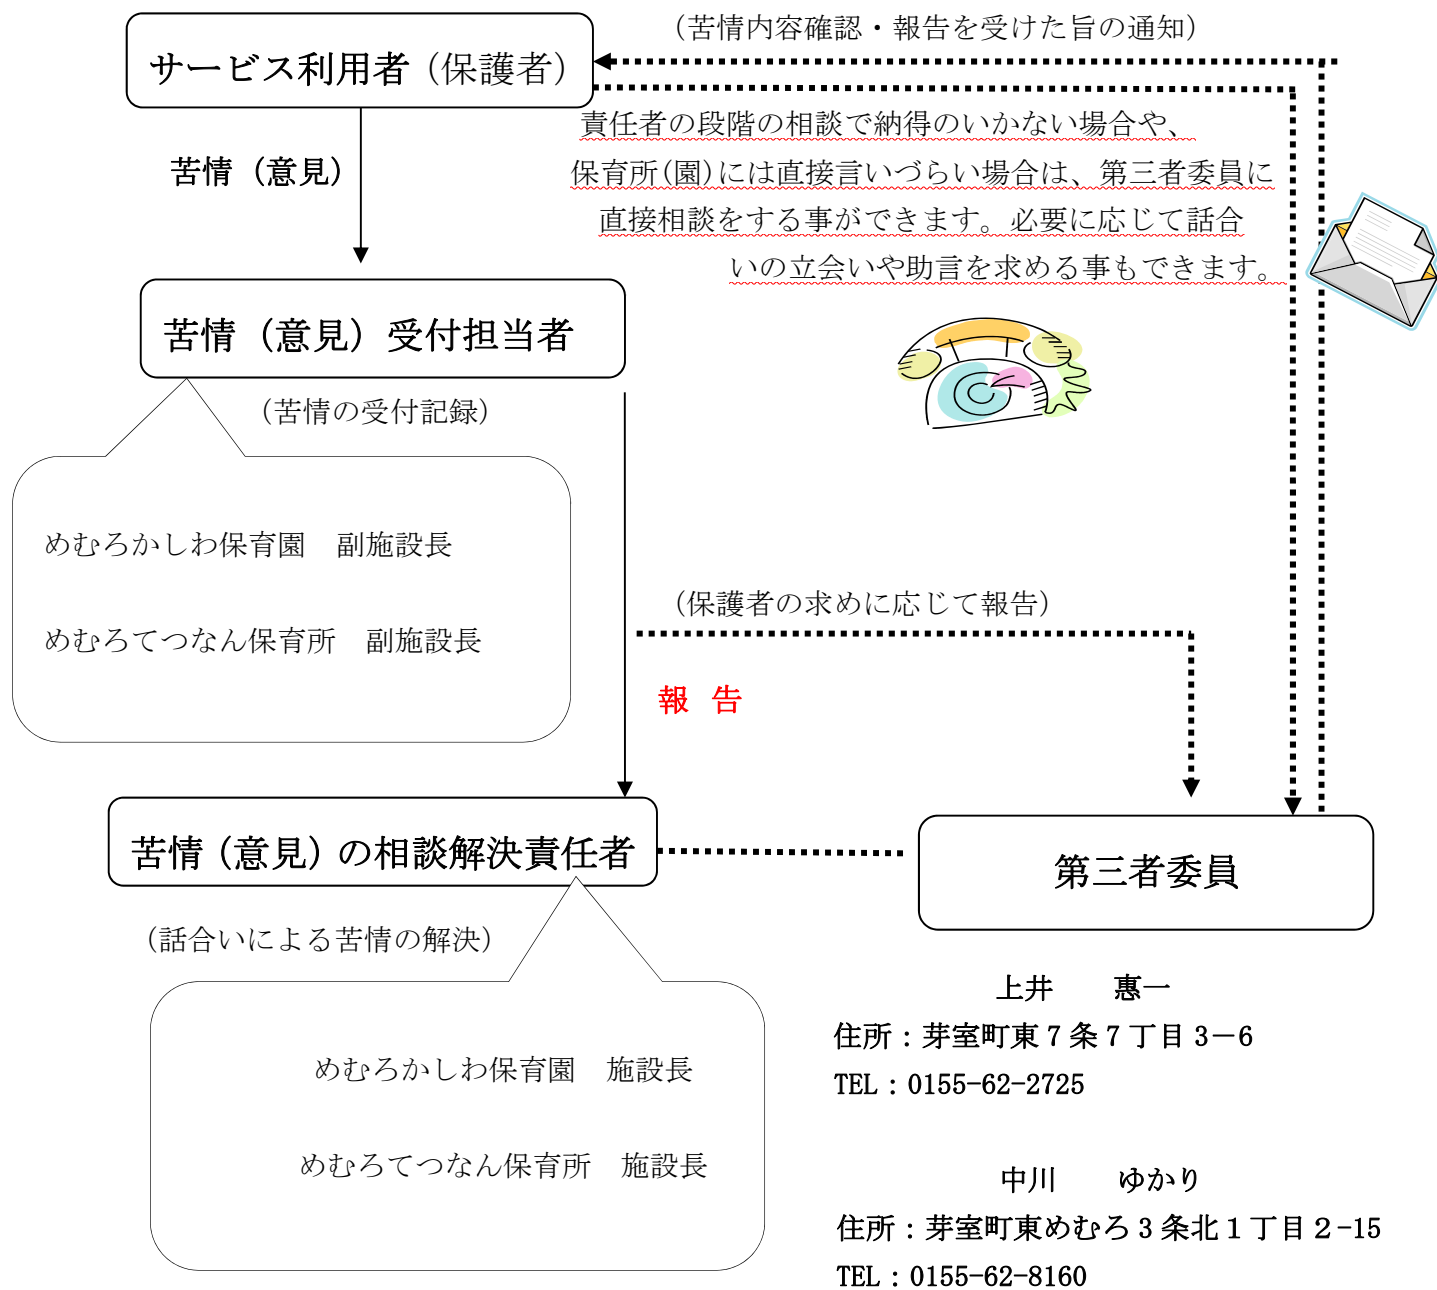 （苦情内容確認・報告を受けた旨の通知）
サービス利用者（保護者）
責任者の段階の相談で納得のいかない場合や、
保育所(園)には直接言いづらい場合は、第三者委員に
直接相談をする事ができます。必要に応じて話合
いの立会いや助言を求める事もできます。
苦情（意見）
苦情（意見）受付担当者
（苦情の受付記録）
めむろかしわ保育園　副施設長
めむろてつなん保育所　副施設長
（保護者の求めに応じて報告）
報 告
苦情（意見）の相談解決責任者
（話合いによる苦情の解決）
めむろかしわ保育園　施設長
めむろてつなん保育所　施設長
第三者委員
上井　　惠一
住所：芽室町東７条７丁目3－6
TEL：0155-62-2725
中川　　ゆかり
住所：芽室町東めむろ3条北１丁目２-15
TEL：0155-62-8160